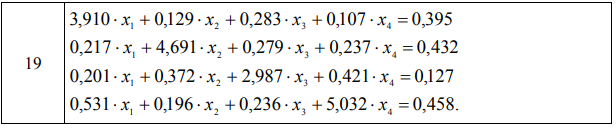 3,910 · x₁ + 0,129 · x₂ + 0,283 · x₃ + 0,107 · x₄ = 0,395
0,217 · x₁ + 4,691 · x₂ + 0,279 · x₃ + 0,237 · x₄ = 0,432
19
0,201 · x₁ + 0,372 · x₂ + 2,987 · x₃ + 0,421 · x₄ = 0,127
0,531 · x₁ + 0,196 · x₂ + 0,236 · x₃ + 5,032 · x₄ = 0,458.